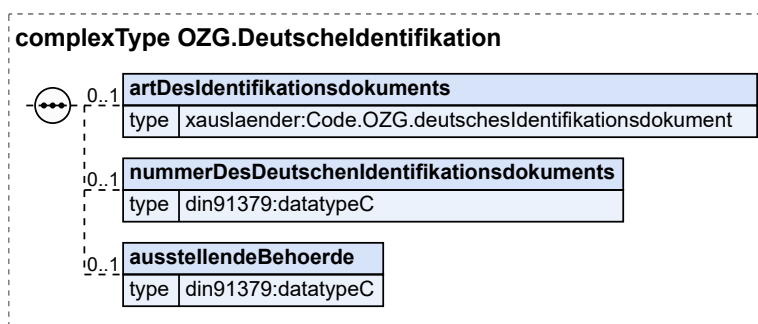 complexType OZG.DeutscheIdentifikation
0..1
artDesIdentifikationsdokuments
type xauslaender:Code.OZG.deutschesIdentifikationsdokument
0..1
nummerDesDeutschenIdentifikationsdokuments
type din91379:datatypeC
0..1
ausstellendeBehoerde
type din91379:datatypeC